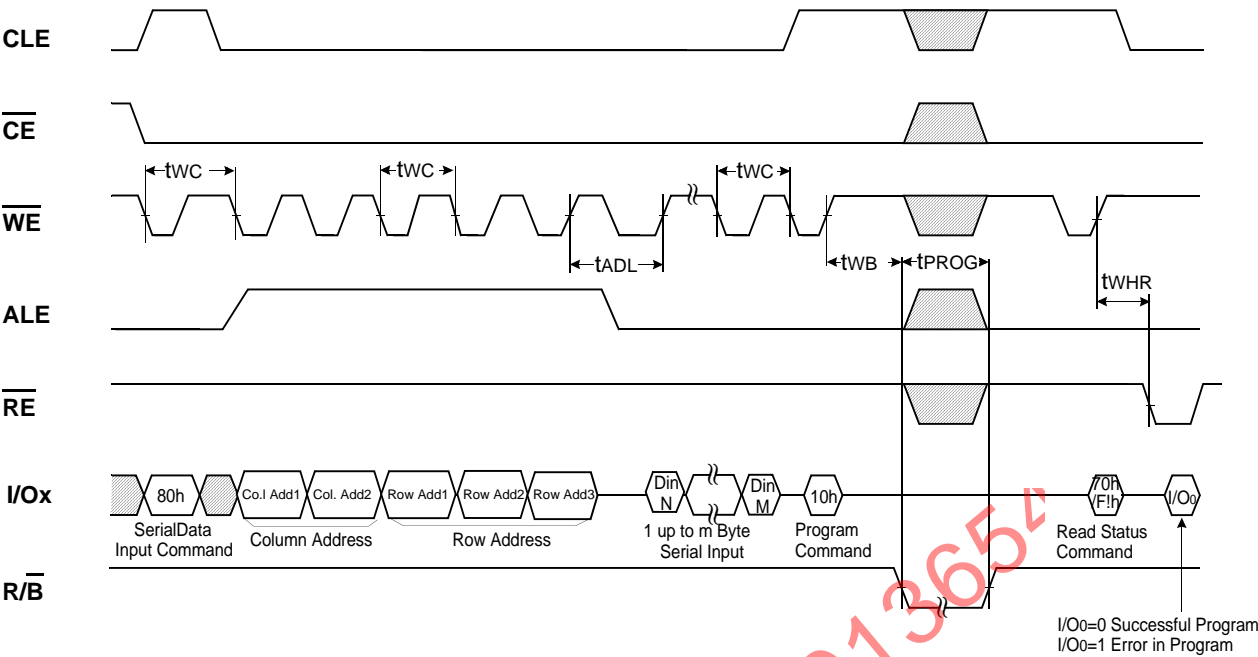 CLE
CE
tWC
tWC
tWC
WE
tADL
tWB
tPROG
tWHR
ALE
RE
I/Ox
80h
Co.l Add1
Col. Add2
Row Add1
Row Add2
Row Add3
Din
N
Din
M
10h
70h
/F!h
I/O0
SerialData
Input Command
Column Address
Row Address
1 up to m Byte
Serial Input
Program
Command
Read Status
Command
R/B
I/O0=0 Successful Program
I/O0=1 Error in Program